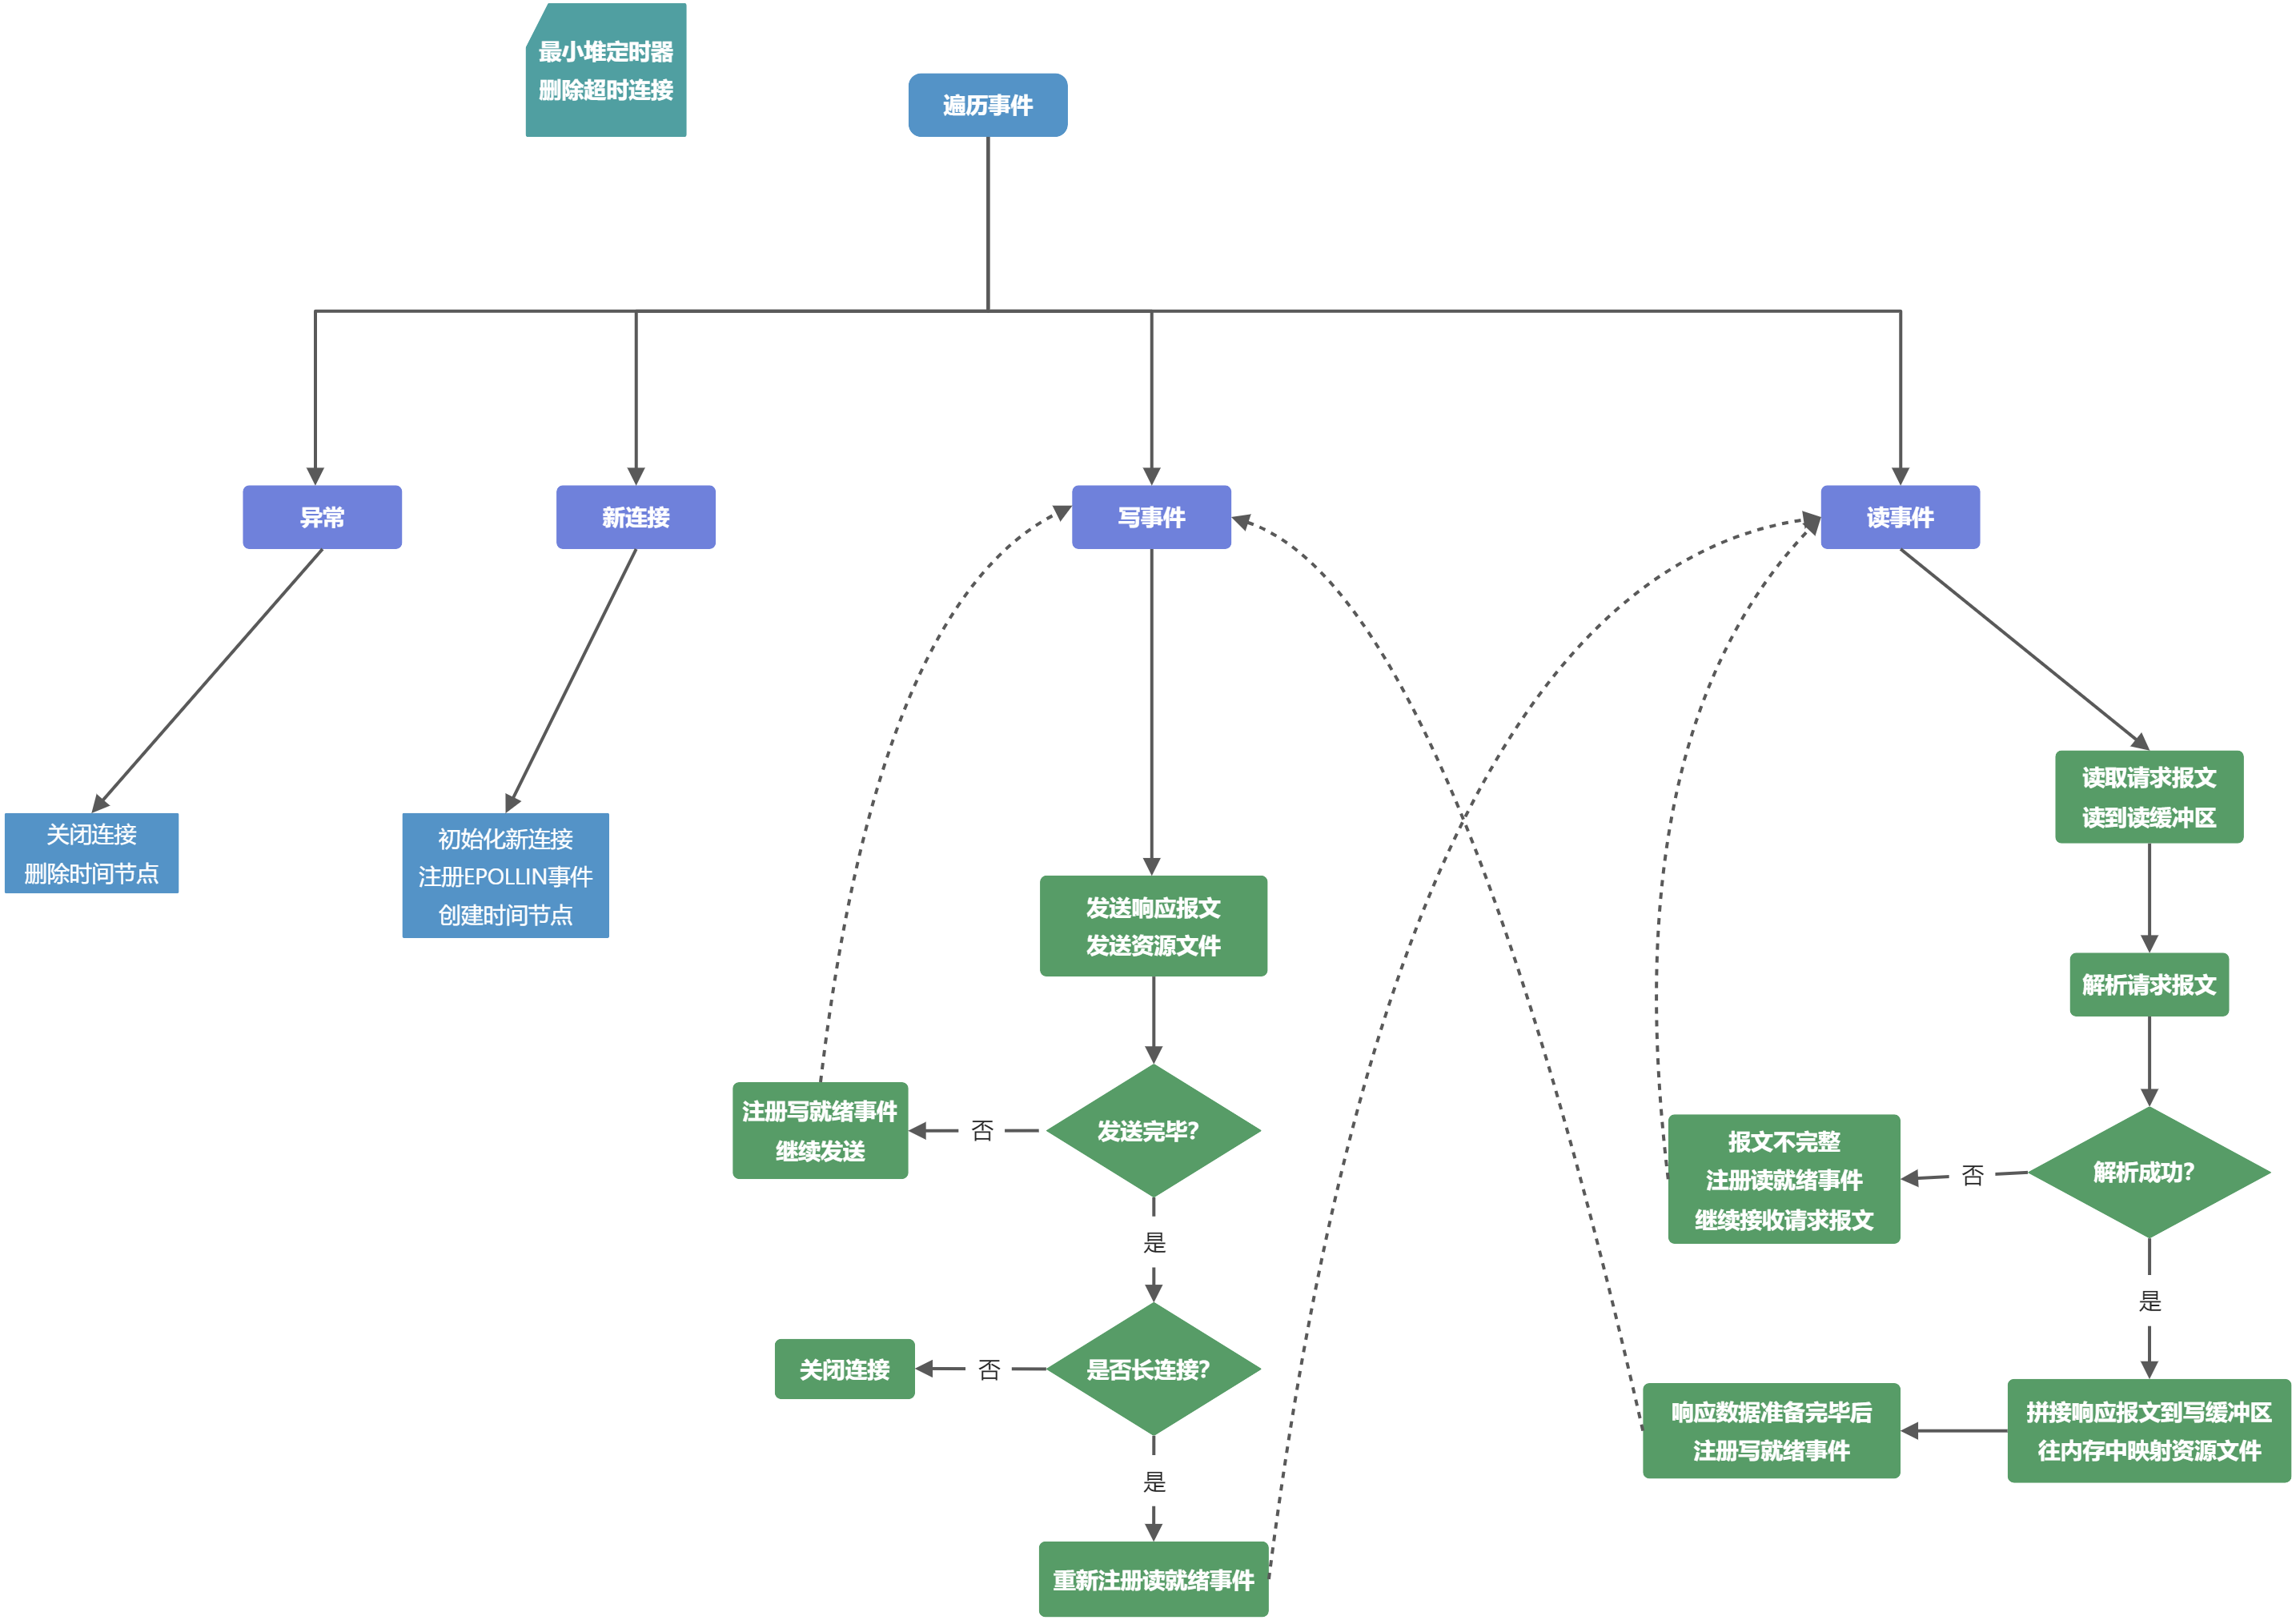 最小堆定时器
删除超时连接
遍历事件
异常
新连接
写事件
读事件
关闭连接
删除时间节点
初始化新连接
注册EPOLLIN事件
创建时间节点
发送响应报文
发送资源文件
读取请求报文
读到读缓冲区
解析请求报文
注册写就绪事件
继续发送
否
发送完毕?
报文不完整
注册读就绪事件
继续接收请求报文
否
解析成功?
是
是
关闭连接
否
是否长连接?
响应数据准备完毕后
注册写就绪事件
拼接响应报文到写缓冲区
往内存中映射资源文件
是
重新注册读就绪事件